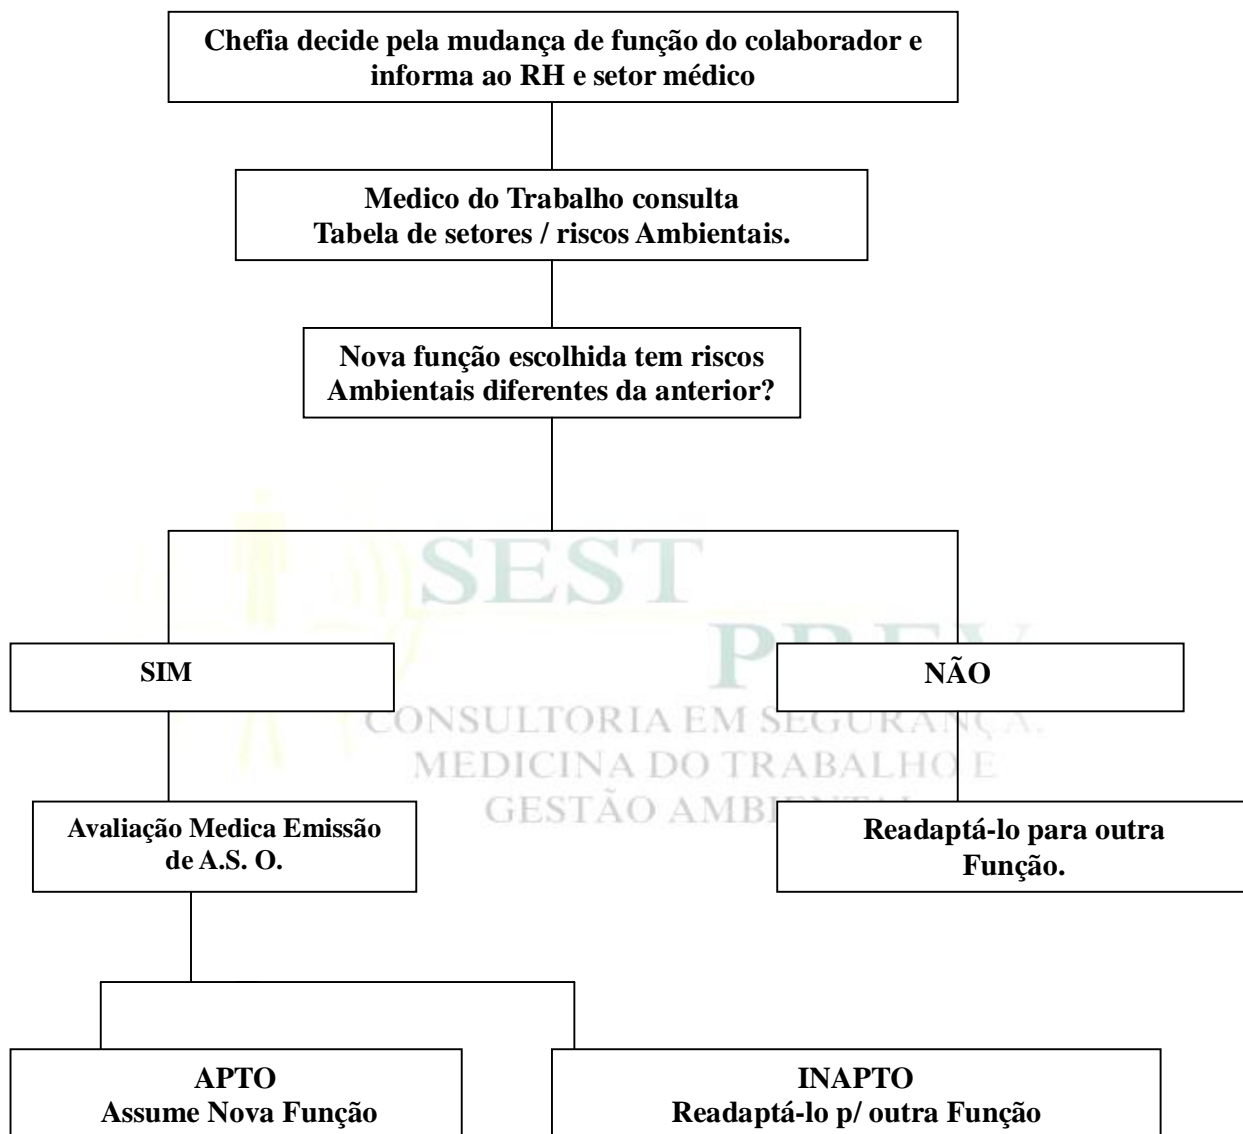 Chefia decide pela mudança de função do colaborador e
informa ao RH e setor médico
Medico do Trabalho consulta
Tabela de setores / riscos Ambientais.
Nova função escolhida tem riscos
Ambientais diferentes da anterior?
SEST
PREV
SIM
NÃO
CONSULTORIA EM SEGURANÇA,
MEDICINA DO TRABALHO E
GESTÃO AMBIENTAL
Avaliação Medica Emissão
de A.S. O.
Readaptá-lo para outra
Função.
APTO
Assume Nova Função
INAPTO
Readaptá-lo p/ outra Função